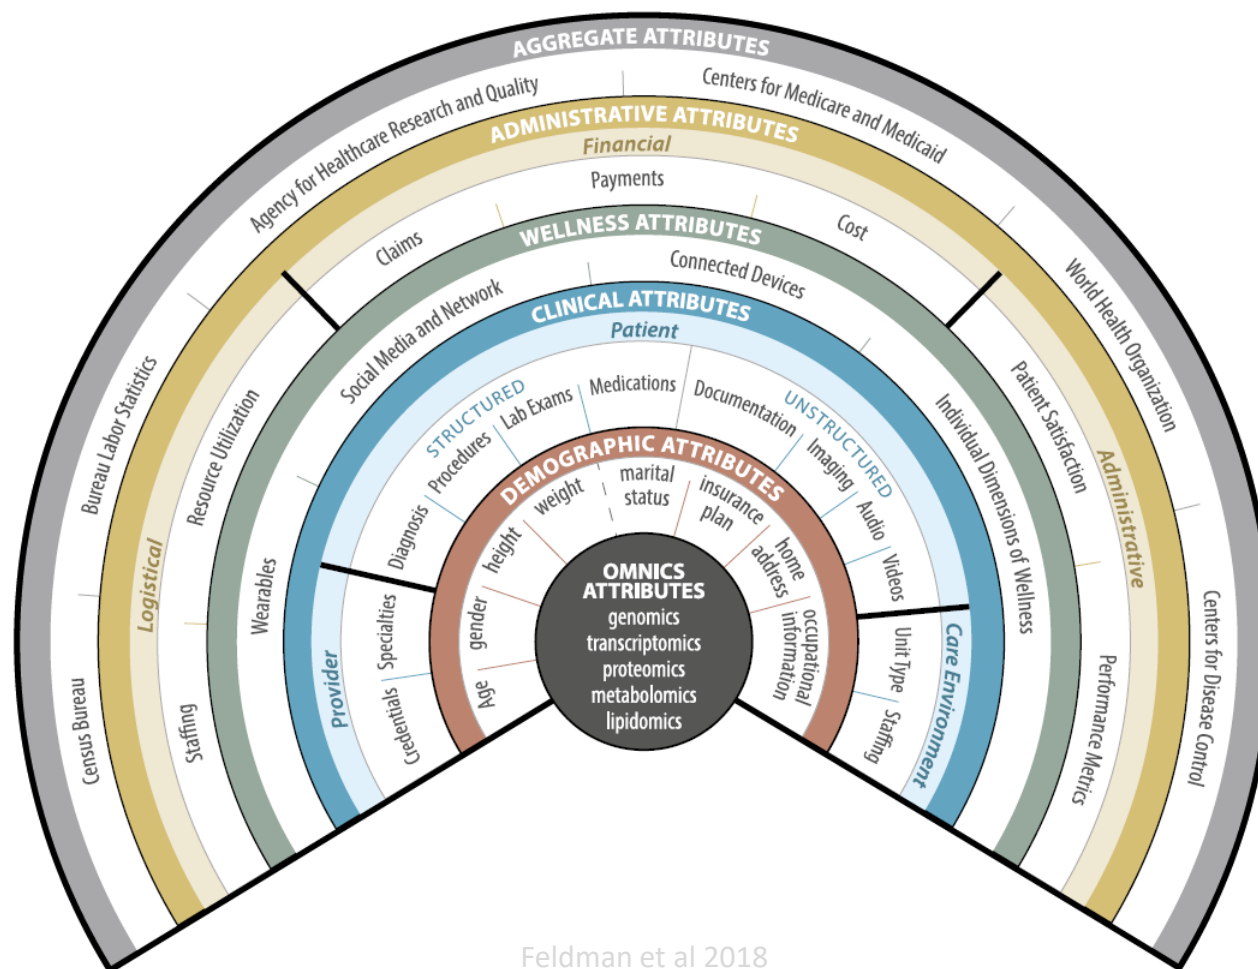 AGGREGATE ATTRIBUTES
Census Bureau
Bureau Labor Statistics
Agency for Healthcare Research and Quality
Centers for Medicare and Medicaid
World Health Organization
Centers for Disease Control
ADMINISTRATIVE ATTRIBUTES
Logistical
Staffing
Resource Utilization
Financial
Claims
Payments
Cost
Administrative
Patient Satisfaction
Performance Metrics
WELLNESS ATTRIBUTES
Wearables
Social Media and Network
Connected Devices
Individual Dimensions of Wellness
CLINICAL ATTRIBUTES
Provider
Credentials
Specialties
Patient
STRUCTURED
Diagnosis
Procedures
Lab Exams
Medications
UNSTRUCTURED
Documentation
Imaging
Audio
Videos
Care Environment
Unit Type
Staffing
DEMOGRAPHIC ATTRIBUTES
Age
gender
height
weight
marital
status
insurance
plan
home
address
occupational
information
OMNICS
ATTRIBUTES
genomics
transcriptomics
proteomics
metabolomics
lipidomics
Feldman et al 2018